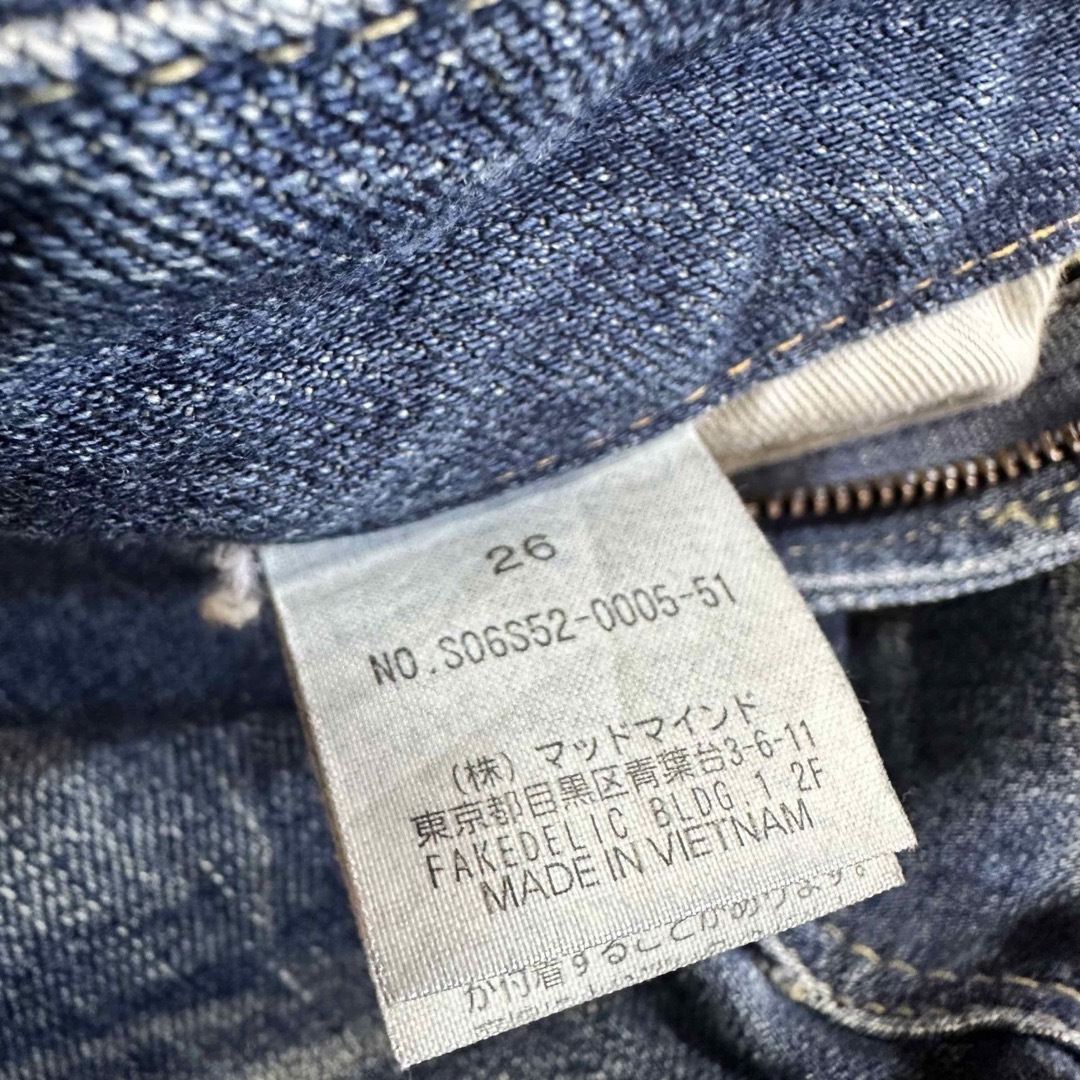 26
NO.S06S52-0005-51
(株) マッドマインド
東京都目黒区青葉台3-6-11
FAKEDELIC BLDG.1 2F
MADE IN VIETNAM
が付着することがあります。